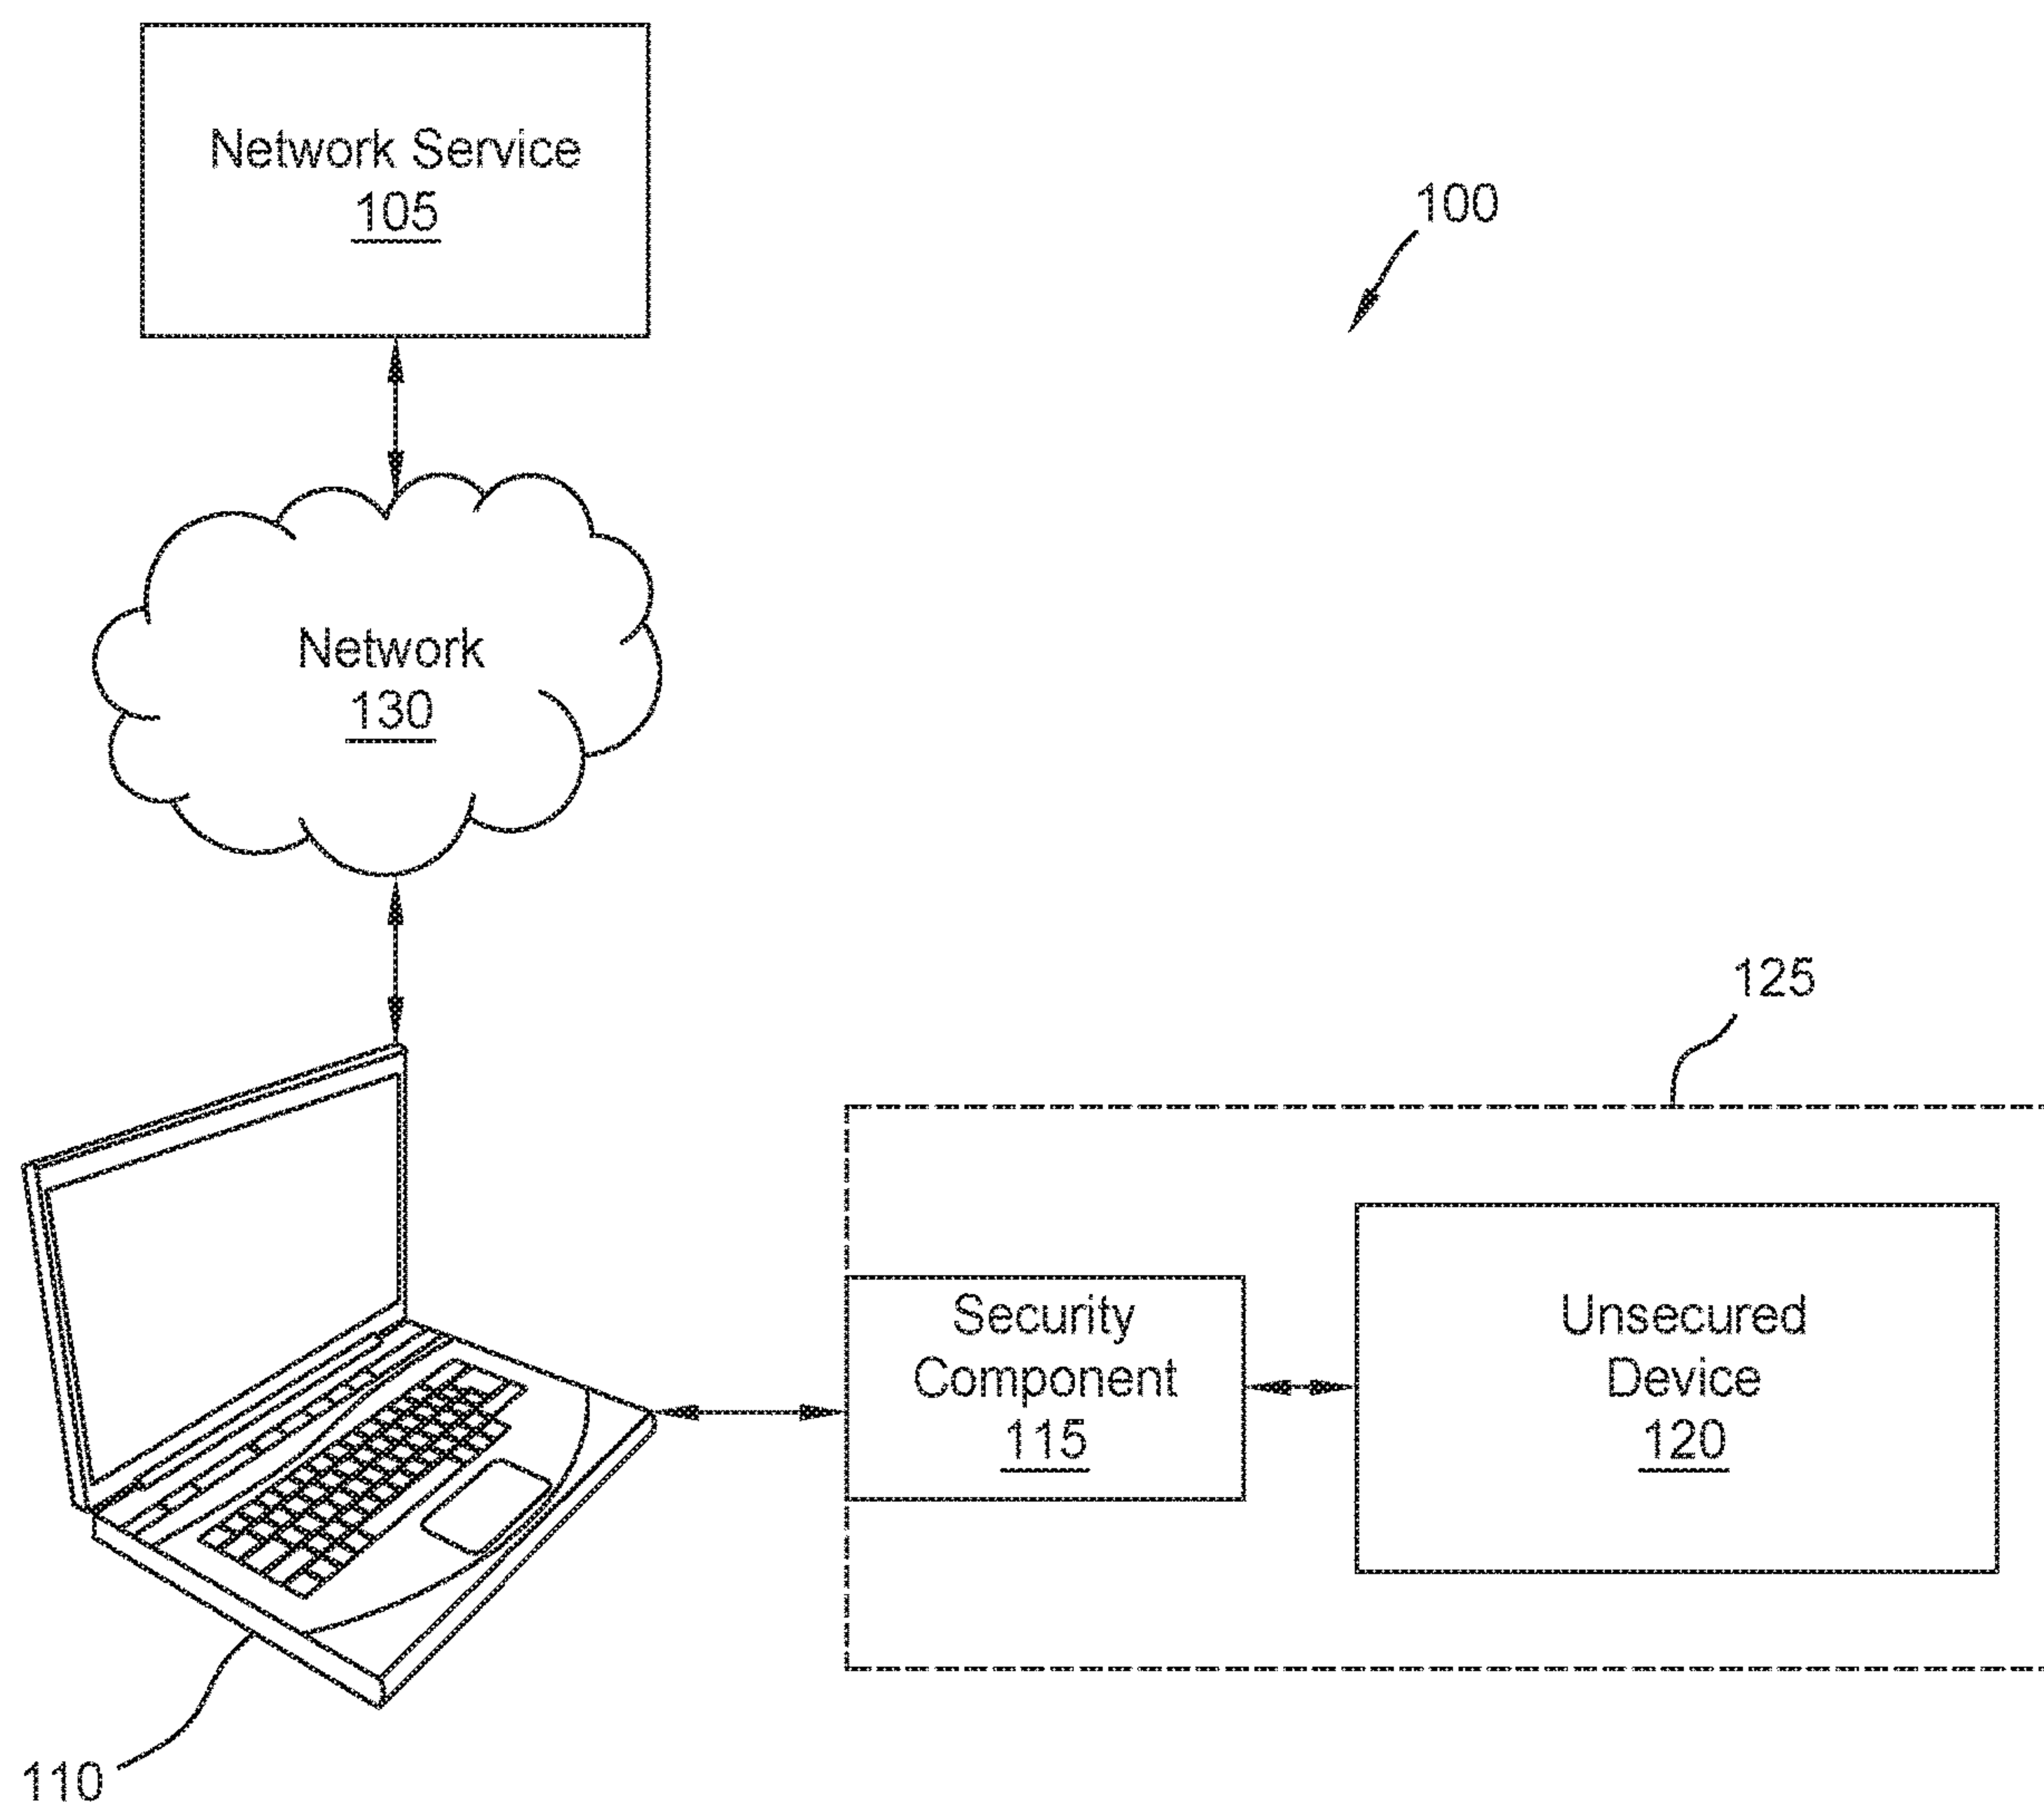 Network Service
105
100
Network
130
125
Security
Component
115
Unsecured
Device
120
110